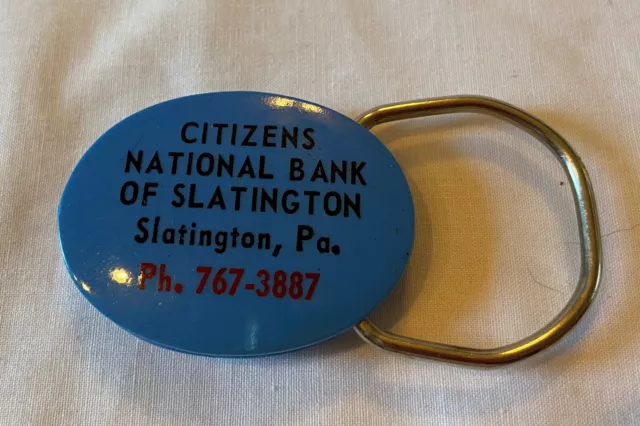 CITIZENS
NATIONAL BANK
OF SLATINGTON
Slatington, Pa.
Ph. 767-3887